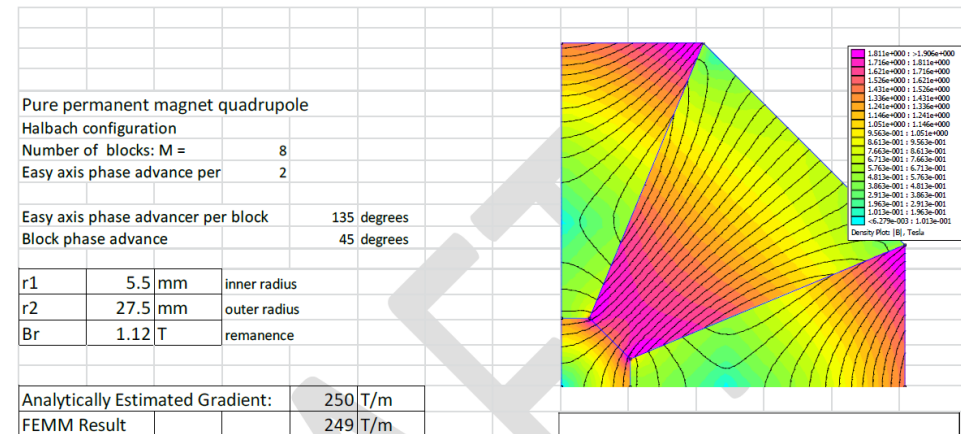 Pure permanent magnet quadrupole
Halbach configuration
Number of blocks: M = 8
Easy axis phase advance per 2
Easy axis phase advancer per block 135 degrees
Block phase advance 45 degrees
r1 5.5 mm inner radius
r2 27.5 mm outer radius
Br 1.12 T remanence
Analytically Estimated Gradient: 250 T/m
FEMM Result 249 T/m
1.811e+000 : >1.906e+000
1.716e+000 : 1.811e+000
1.621e+000 : 1.716e+000
1.526e+000 : 1.621e+000
1.431e+000 : 1.526e+000
1.336e+000 : 1.431e+000
1.241e+000 : 1.336e+000
1.146e+000 : 1.241e+000
1.051e+000 : 1.146e+000
9.563e-001 : 1.051e+000
8.613e-001 : 9.563e-001
7.663e-001 : 8.613e-001
6.713e-001 : 7.663e-001
5.763e-001 : 6.713e-001
4.813e-001 : 5.763e-001
3.863e-001 : 4.813e-001
2.913e-001 : 3.863e-001
1.963e-001 : 2.913e-001
1.013e-001 : 1.963e-001
<6.279e-003 : 1.013e-001
Density Plot: |B|, Tesla